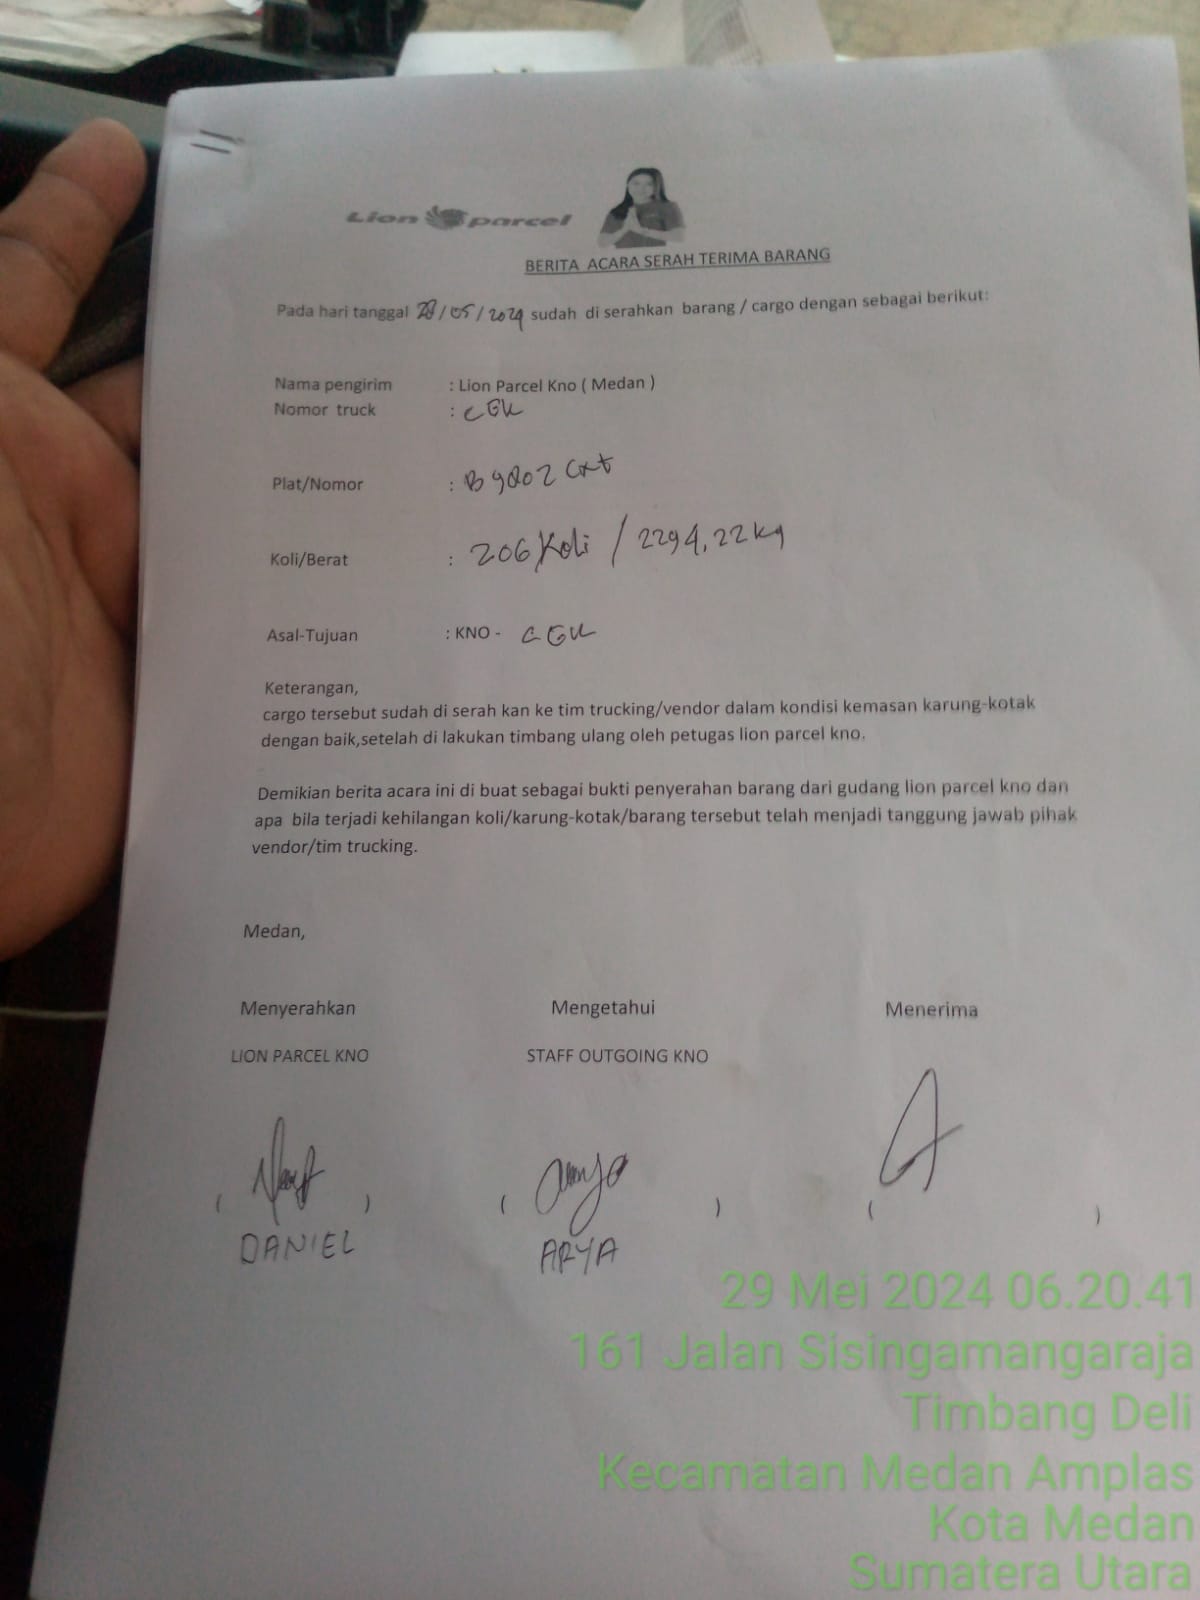 Lion parcel
BERITA ACARA SERAH TERIMA BARANG
Pada hari tanggal 28/05/2024 sudah di serahkan barang / cargo dengan sebagai berikut:
Nama pengirim : Lion Parcel Kno ( Medan )
Nomor truck : CGK
Plat/Nomor : B 9802 CXT
Koli/Berat : 206 Koli / 2294,22 kg
Asal-Tujuan : KNO - CGK
Keterangan,
cargo tersebut sudah di serah kan ke tim trucking/vendor dalam kondisi kemasan karung-kotak
dengan baik,setelah di lakukan timbang ulang oleh petugas lion parcel kno.
Demikian berita acara ini di buat sebagai bukti penyerahan barang dari gudang lion parcel kno dan
apa bila terjadi kehilangan koli/karung-kotak/barang tersebut telah menjadi tanggung jawab pihak
vendor/tim trucking.
Medan,
Menyerahkan Mengetahui Menerima
LION PARCEL KNO STAFF OUTGOING KNO
( ) ( arya ) ( )
DANIEL ARYA
29 Mei 2024 06.20.41
161 Jalan Sisingamangaraja
Timbang Deli
Kecamatan Medan Amplas
Kota Medan
Sumatera Utara